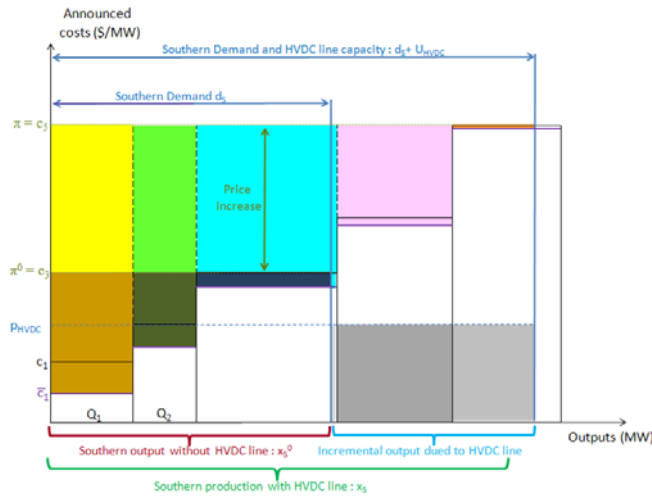 Announced
costs ($/MW)
Southern Demand and HVDC line capacity : dₛ+ U_HVDC
Southern Demand dₛ
π = c₅
Price
increase
π⁰ = c₃
p_HVDC
c₁
c̅₁
Q₁
Q₂
Outputs (MW)
Southern output without HVDC line : xₛ⁰
Incremental output dued to HVDC line
Southern production with HVDC line : xₛ